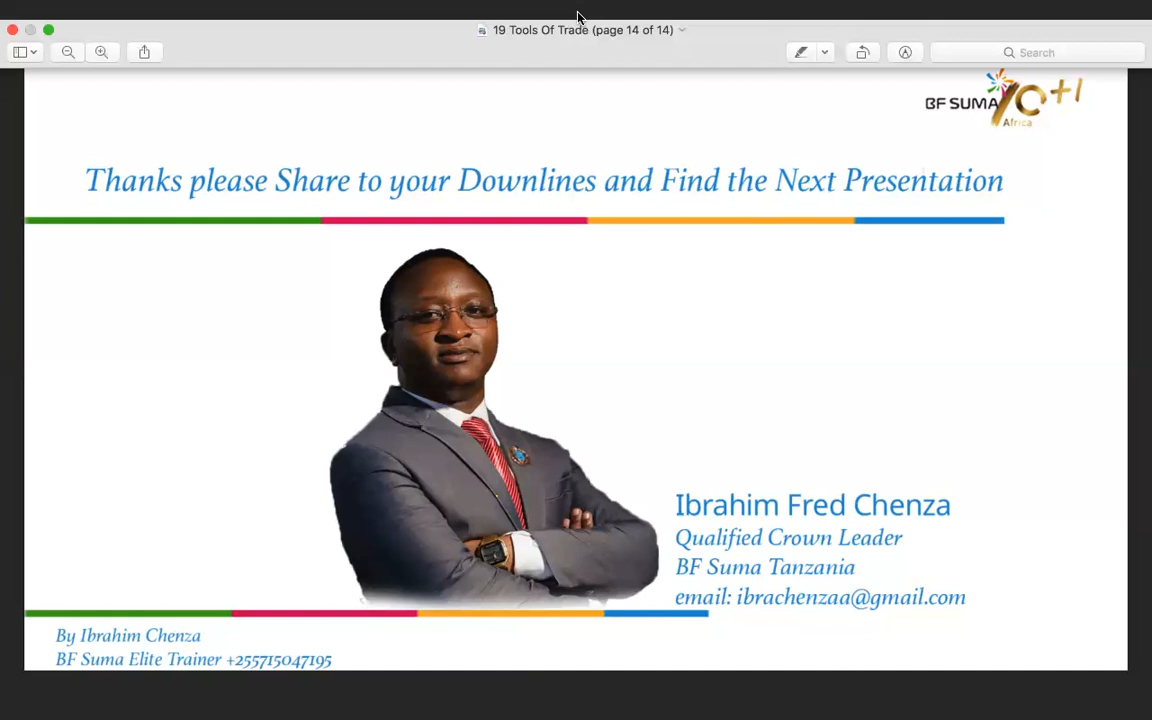 19 Tools Of Trade (page 14 of 14)
Search
BF SUMA 10+1
Africa
Thanks please Share to your Downlines and Find the Next Presentation
Ibrahim Fred Chenza
Qualified Crown Leader
BF Suma Tanzania
email: ibrachenzaa@gmail.com
By Ibrahim Chenza
BF Suma Elite Trainer +255715047195